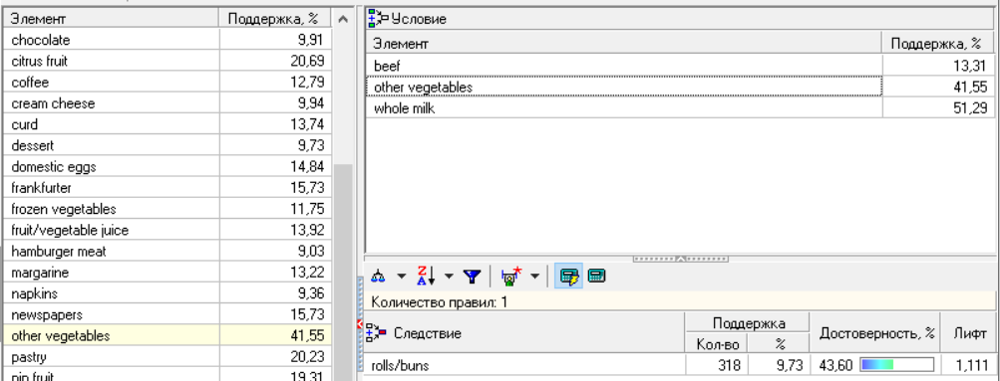 Элемент Поддержка, %
chocolate 9,91
citrus fruit 20,69
coffee 12,79
cream cheese 9,94
curd 13,74
dessert 9,73
domestic eggs 14,84
frankfurter 15,73
frozen vegetables 11,75
fruit/vegetable juice 13,92
hamburger meat 9,03
margarine 13,22
napkins 9,36
newspapers 15,73
other vegetables 41,55
pastry 20,23
pip fruit 19,31
Условие
Элемент Поддержка, %
beef 13,31
other vegetables 41,55
whole milk 51,29
Количество правил: 1
Следствие Поддержка Достоверность, % Лифт
Кол-во %
rolls/buns 318 9,73 43,60 1,111